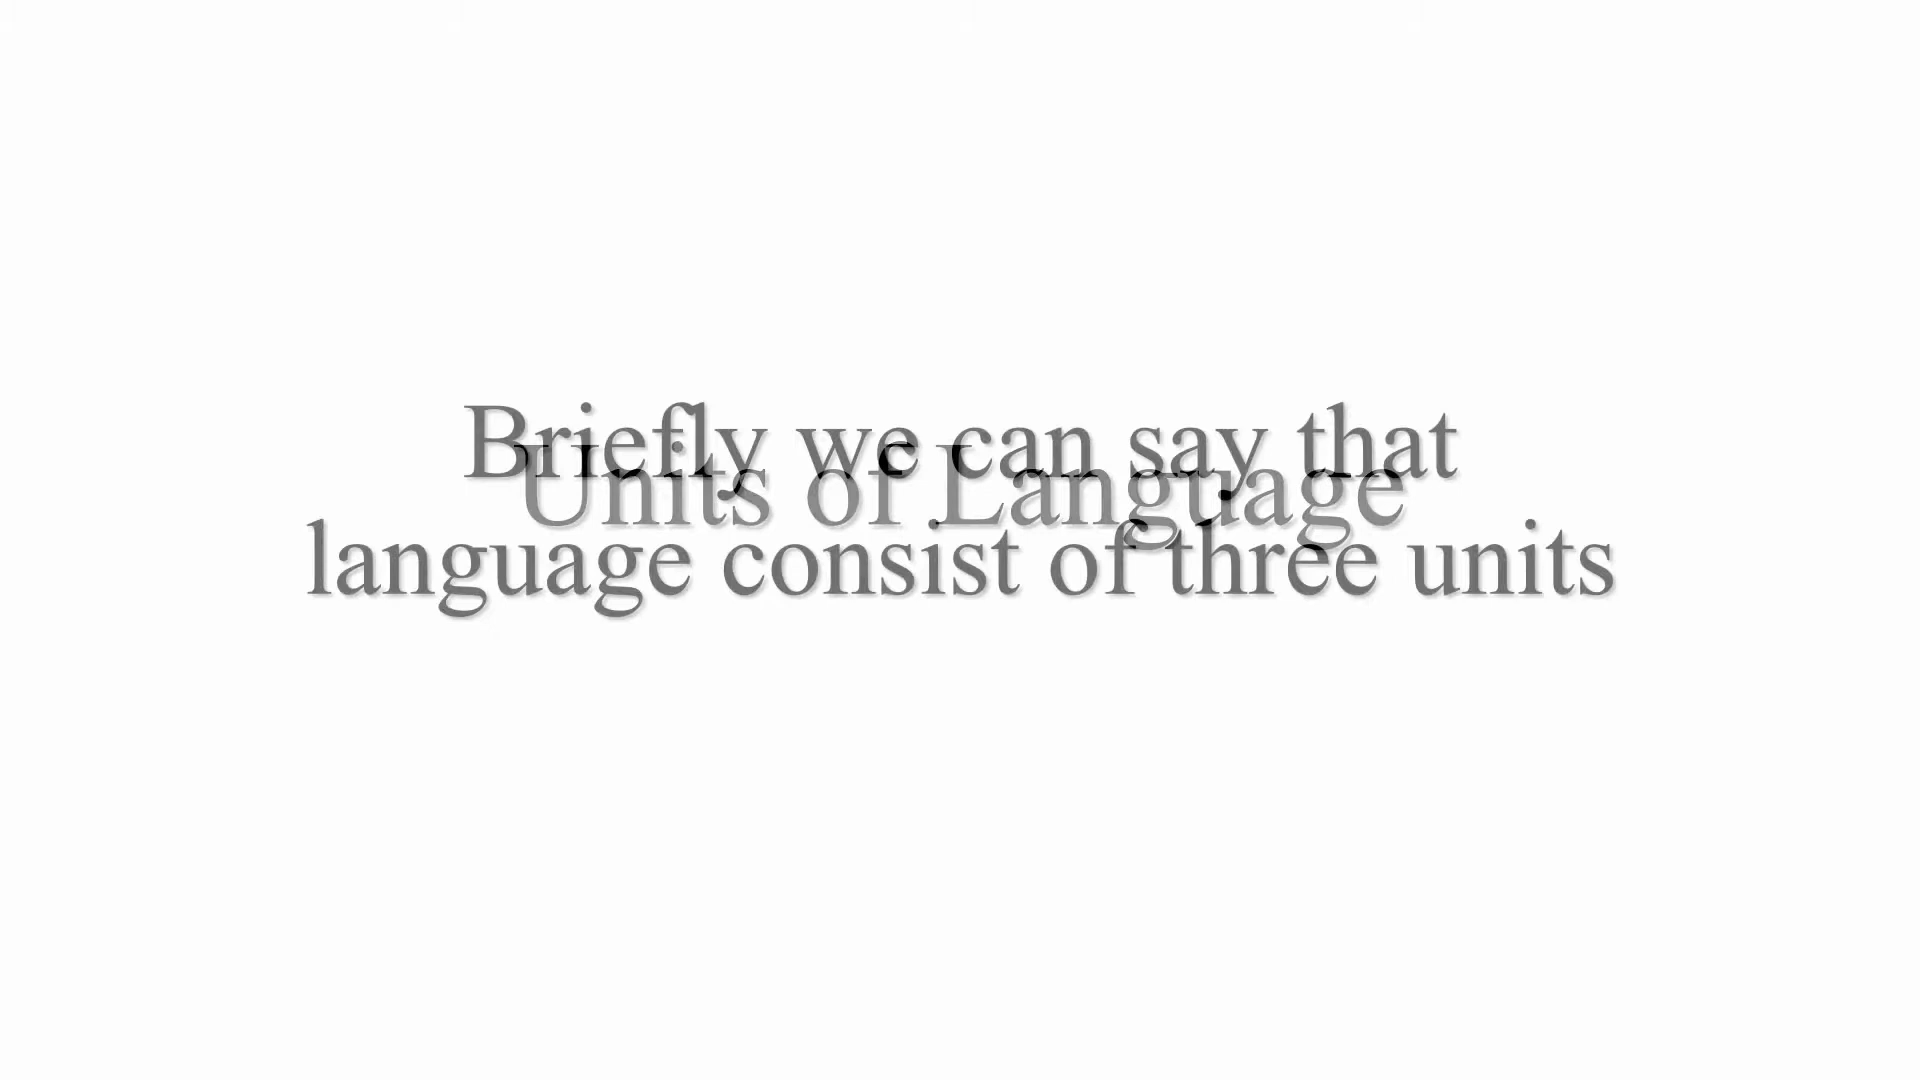 Briefly we can say that
Units of Language
language consist of three units